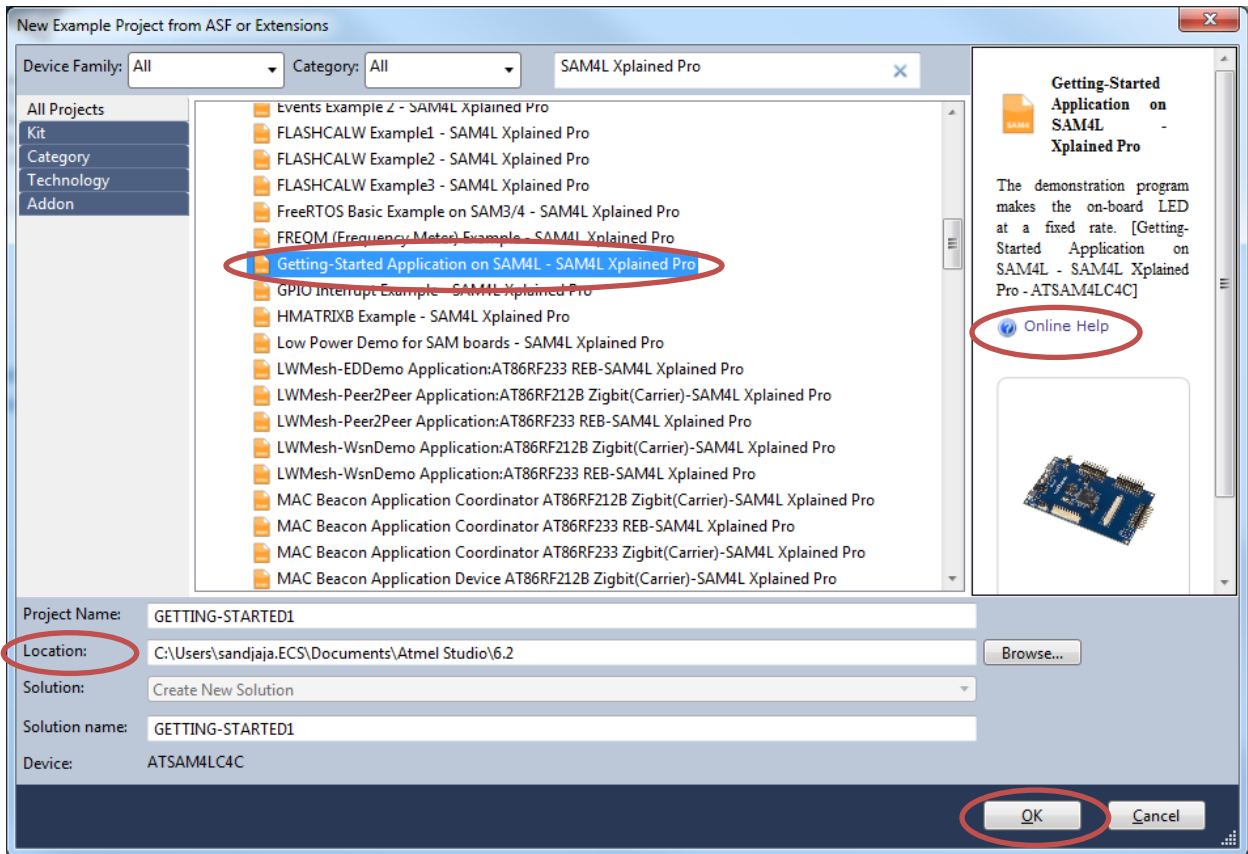 New Example Project from ASF or Extensions
Device Family: All Category: All SAM4L Xplained Pro
All Projects
Kit
Category
Technology
Addon
Events Example 2 - SAM4L Xplained Pro
FLASHCALW Example1 - SAM4L Xplained Pro
FLASHCALW Example2 - SAM4L Xplained Pro
FLASHCALW Example3 - SAM4L Xplained Pro
FreeRTOS Basic Example on SAM3/4 - SAM4L Xplained Pro
FREQM (Frequency Meter) Example - SAM4L Xplained Pro
Getting-Started Application on SAM4L - SAM4L Xplained Pro
GPIO Interrupt Example - SAM4L Xplained Pro
HMATRIXB Example - SAM4L Xplained Pro
Low Power Demo for SAM boards - SAM4L Xplained Pro
LWMesh-EDDemo Application:AT86RF233 REB-SAM4L Xplained Pro
LWMesh-Peer2Peer Application:AT86RF212B Zigbit(Carrier)-SAM4L Xplained Pro
LWMesh-Peer2Peer Application:AT86RF233 REB-SAM4L Xplained Pro
LWMesh-WsnDemo Application:AT86RF212B Zigbit(Carrier)-SAM4L Xplained Pro
LWMesh-WsnDemo Application:AT86RF233 REB-SAM4L Xplained Pro
MAC Beacon Application Coordinator AT86RF212B Zigbit(Carrier)-SAM4L Xplained Pro
MAC Beacon Application Coordinator AT86RF233 REB-SAM4L Xplained Pro
MAC Beacon Application Coordinator AT86RF233 Zigbit(Carrier)-SAM4L Xplained Pro
MAC Beacon Application Device AT86RF212B Zigbit(Carrier)-SAM4L Xplained Pro
SAM4
Getting-Started
Application on
SAM4L -
Xplained Pro
The demonstration program
makes the on-board LED
at a fixed rate. [Getting-
Started Application on
SAM4L - SAM4L Xplained
Pro - ATSAM4LC4C]
Online Help
Project Name: GETTING-STARTED1
Location: C:\Users\sandjaja.ECS\Documents\Atmel Studio\6.2 Browse...
Solution: Create New Solution
Solution name: GETTING-STARTED1
Device: ATSAM4LC4C
OK Cancel